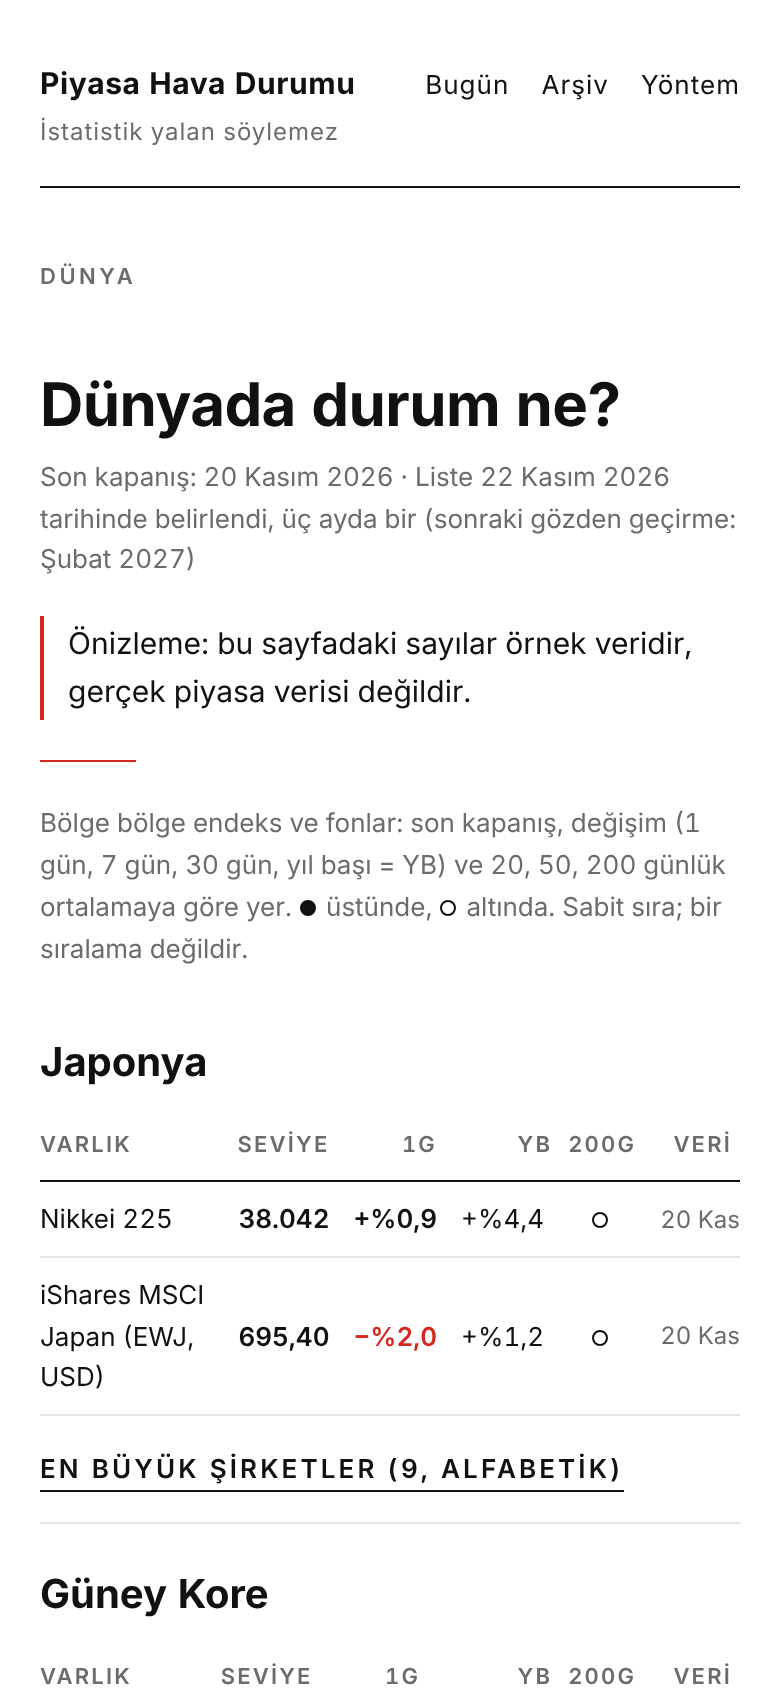 Piyasa Hava Durumu
Bugün Arşiv Yöntem
İstatistik yalan söylemez
DÜNYA
Dünyada durum ne?
Son kapanış: 20 Kasım 2026 · Liste 22 Kasım 2026
tarihinde belirlendi, üç ayda bir (sonraki gözden geçirme:
Şubat 2027)
Önizleme: bu sayfadaki sayılar örnek veridir,
gerçek piyasa verisi değildir.
Bölge bölge endeks ve fonlar: son kapanış, değişim (1
gün, 7 gün, 30 gün, yıl başı = YB) ve 20, 50, 200 günlük
ortalamaya göre yer. ● üstünde, ○ altında. Sabit sıra; bir
sıralama değildir.
Japonya
VARLIK SEVİYE 1G YB 200G VERİ
Nikkei 225 38.042 +%0,9 +%4,4 ○ 20 Kas
iShares MSCI
Japan (EWJ, 695,40 −%2,0 +%1,2 ○ 20 Kas
USD)
EN BÜYÜK ŞİRKETLER (9, ALFABETİK)
Güney Kore
VARLIK SEVİYE 1G YB 200G VERİ